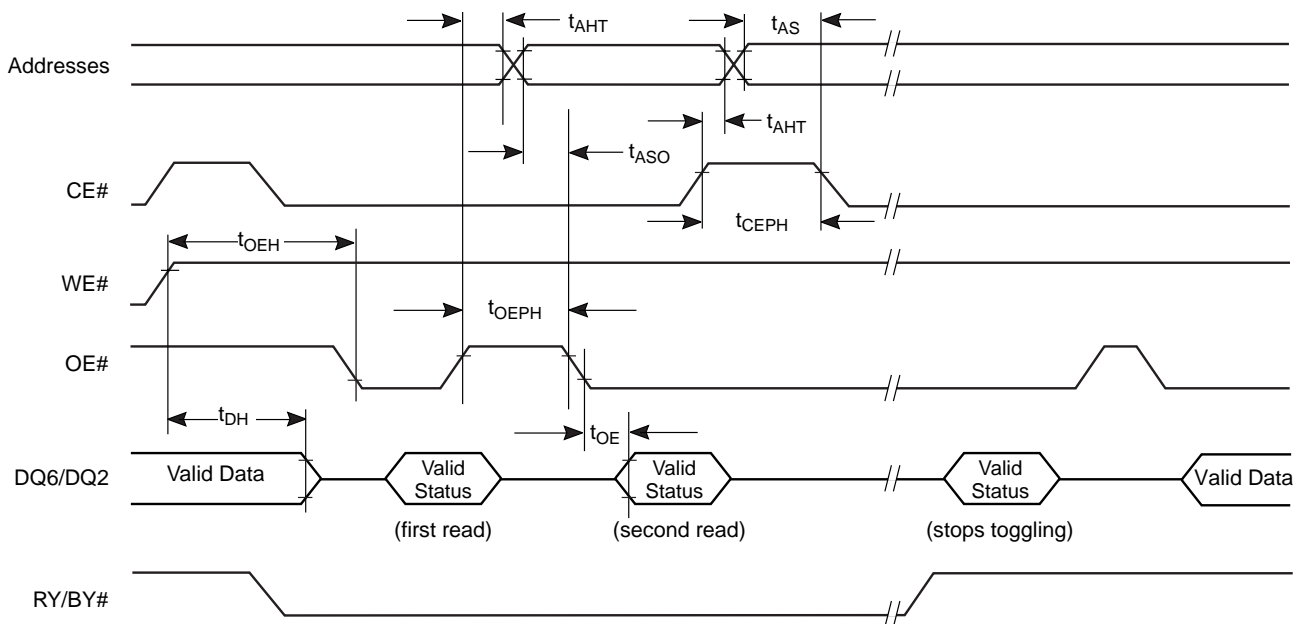 tAHT
tAS
Addresses
tAHT
tASO
CE#
tCEPH
tOEH
WE#
tOEPH
OE#
tDH
tOE
DQ6/DQ2
Valid Data
Valid
Status
Valid
Status
Valid
Status
Valid Data
(first read)
(second read)
(stops toggling)
RY/BY#